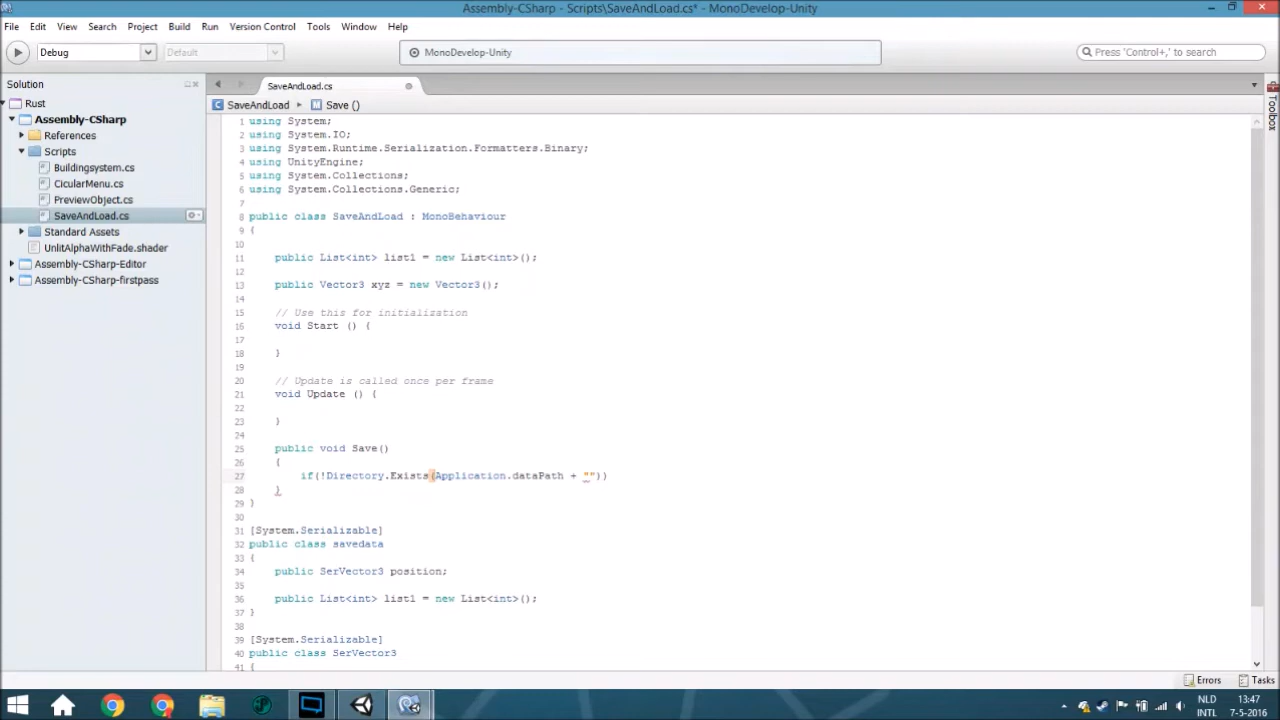 Assembly-CSharp - Scripts\SaveAndLoad.cs* - MonoDevelop-Unity
File Edit View Search Project Build Run Version Control Tools Window Help
Debug Default MonoDevelop-Unity Press 'Control+,' to search
Solution
SaveAndLoad.cs
SaveAndLoad Save ()
Toolbox
Rust
Assembly-CSharp
References
Scripts
Buildingsystem.cs
CicularMenu.cs
PreviewObject.cs
SaveAndLoad.cs
Standard Assets
UnlitAlphaWithFade.shader
Assembly-CSharp-Editor
Assembly-CSharp-firstpass
1 using System;
2 using System.IO;
3 using System.Runtime.Serialization.Formatters.Binary;
4 using UnityEngine;
5 using System.Collections;
6 using System.Collections.Generic;
7
8 public class SaveAndLoad : MonoBehaviour
9 {
10
11 public List<int> list1 = new List<int>();
12
13 public Vector3 xyz = new Vector3();
14
15 // Use this for initialization
16 void Start () {
17
18 }
19
20 // Update is called once per frame
21 void Update () {
22
23 }
24
25 public void Save()
26 {
27 if(!Directory.Exists(Application.dataPath + ""))
28 }
29 }
30
31 [System.Serializable]
32 public class savedata
33 {
34 public SerVector3 position;
35
36 public List<int> list1 = new List<int>();
37 }
38
39 [System.Serializable]
40 public class SerVector3
41 {
Errors Tasks
NLD 13:47
INTL 7-5-2016